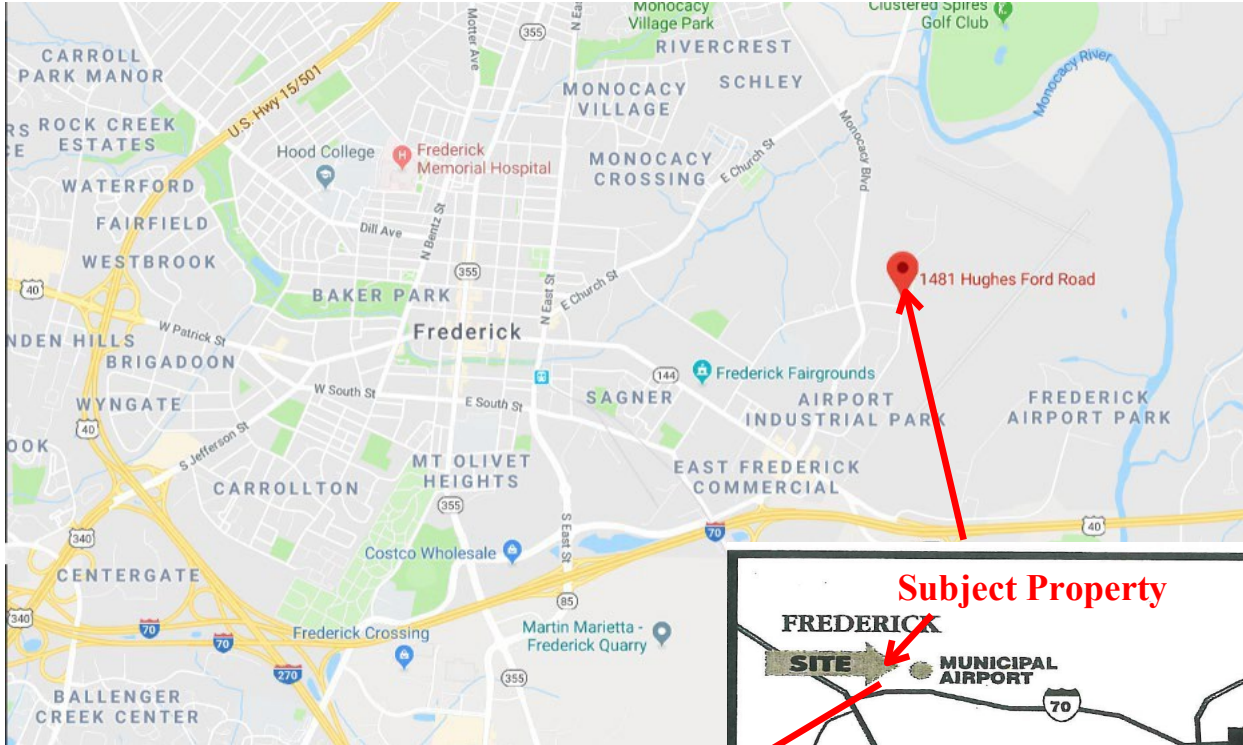 Monocacy
Village Park
Clustered Spires
Golf Club
Motter Ave
355
N Ea
RIVERCREST
CARROLL
PARK MANOR
SCHLEY
Monocacy River
U.S. Hwy 15/501
MONOCACY
VILLAGE
RS ROCK CREEK
CE ESTATES
Hood College
Frederick
Memorial Hospital
Monocacy Blvd
MONOCACY
CROSSING
E Church St
WATERFORD
FAIRFIELD
Dill Ave
N Bentz St
WESTBROOK
355
1481 Hughes Ford Road
40
BAKER PARK
N East St
E Church St
W Patrick St
Frederick
NDEN HILLS
BRIGADOON
144
Frederick Fairgrounds
W South St
E South St
SAGNER
AIRPORT
INDUSTRIAL PARK
FREDERICK
AIRPORT PARK
WYNGATE
40
OOK
S Jefferson St
MT OLIVET
HEIGHTS
EAST FREDERICK
COMMERCIAL
CARROLLTON
355
S East St
70
40
340
Costco Wholesale
CENTERGATE
85
340
70
70
Frederick Crossing
Martin Marietta -
Frederick Quarry
270
355
BALLENGER
CREEK CENTER
Subject Property
FREDERICK
SITE
MUNICIPAL
AIRPORT
70